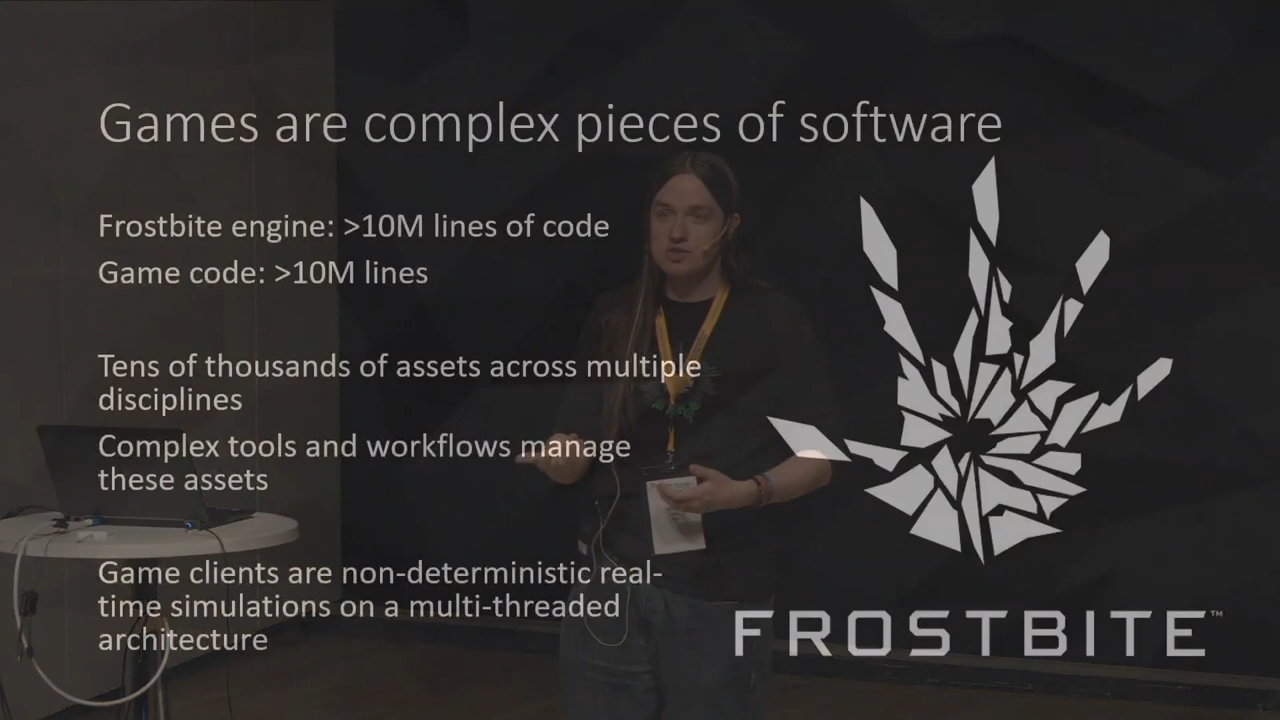 Games are complex pieces of software
Frostbite engine: >10M lines of code
Game code: >10M lines
Tens of thousands of assets across multiple
disciplines
Complex tools and workflows manage
these assets
Game clients are non-deterministic real-
time simulations on a multi-threaded
architecture
FROSTBITE™